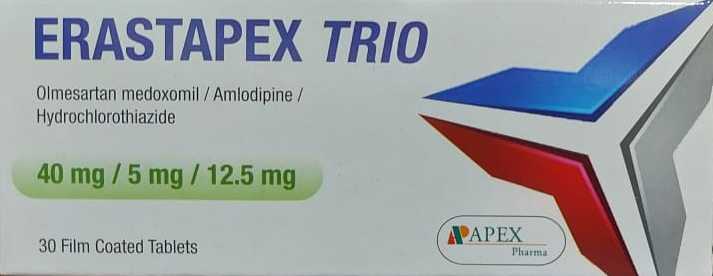 ERASTAPEX TRIO
Olmesartan medoxomil / Amlodipine /
Hydrochlorothiazide
40 mg / 5 mg / 12.5 mg
30 Film Coated Tablets
APEX
Pharma